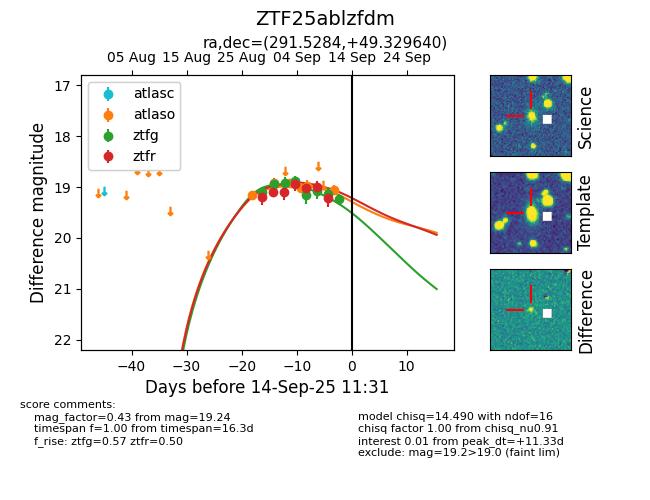 ZTF25ablzfdm
ra,dec=(291.5284,+49.329640)
05 Aug 15 Aug 25 Aug 04 Sep 14 Sep 24 Sep
17
18
19
20
21
22
Difference magnitude
atlasc
atlaso
ztfg
ztfr
−40 −30 −20 −10 0 10
Days before 14-Sep-25 11:31
Science
Template
Difference
score comments:
mag_factor=0.43 from mag=19.24
timespan f=1.00 from timespan=16.3d
f_rise: ztfg=0.57 ztfr=0.50
model chisq=14.490 with ndof=16
chisq factor 1.00 from chisq_nu0.91
interest 0.01 from peak_dt=+11.33d
exclude: mag=19.2>19.0 (faint lim)